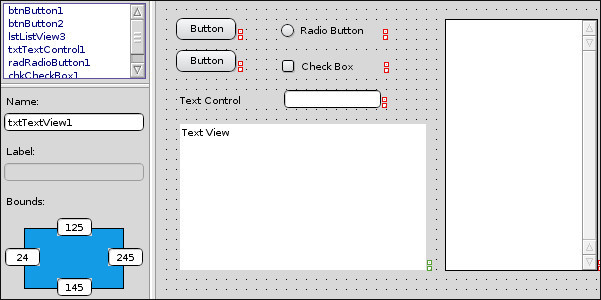 btnButton1
btnButton2
lstListView3
txtTextControl1
radRadioButton1
chkCheckBox1
Name:
txtTextView1
Label:
Bounds:
125
24
245
145
Button
Radio Button
Button
Check Box
Text Control
Text View